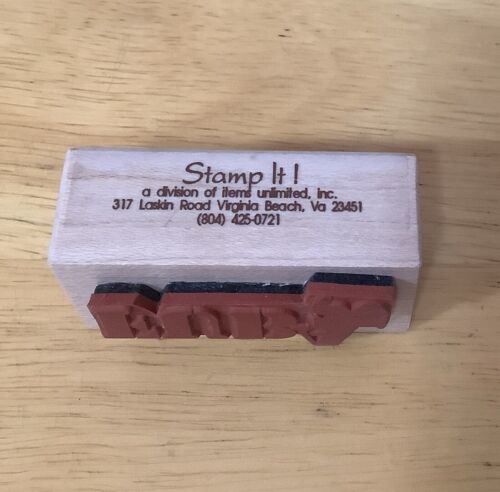 Stamp It!
a division of items unlimited, inc.
317 Laskin Road Virginia Beach, Va 23451
(804) 425-0721